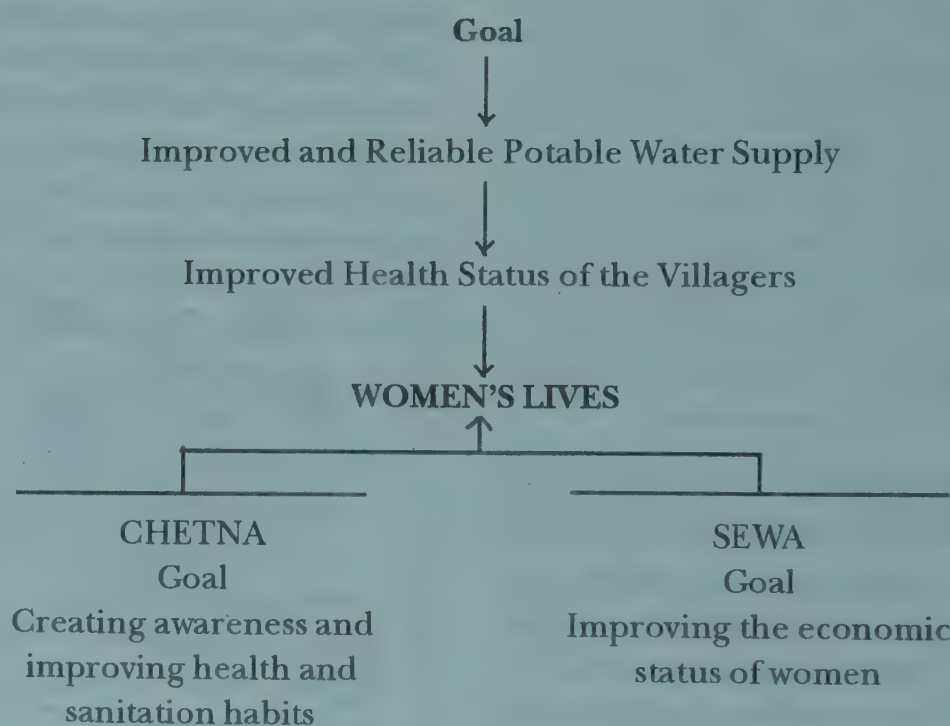 Goal
Improved and Reliable Potable Water Supply
Improved Health Status of the Villagers
WOMEN'S LIVES
CHETNA
Goal
Creating awareness and
improving health and
sanitation habits
SEWA
Goal
Improving the economic
status of women